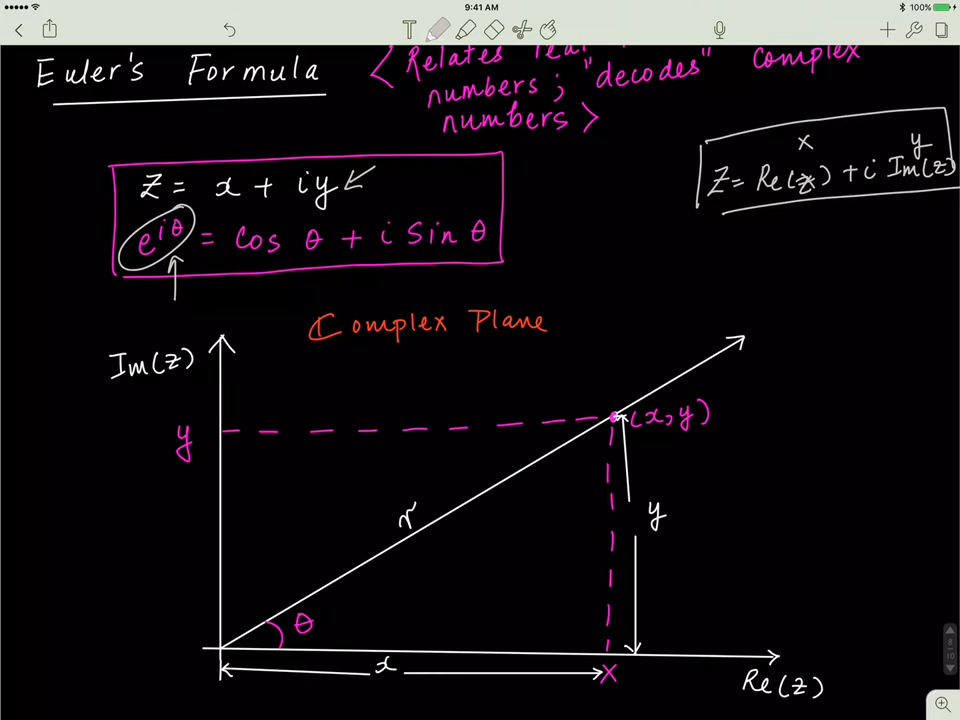 9:41 AM
100%
T
Euler's Formula
< Relates
numbers ; "decodes" complex
numbers >
x y
Z = Re(z) + i Im(z)
Z = x + iy
e^{iθ} = cos θ + i Sin θ
Complex Plane
Im(z)
y
(x,y)
r
y
θ
x
x
Re(z)